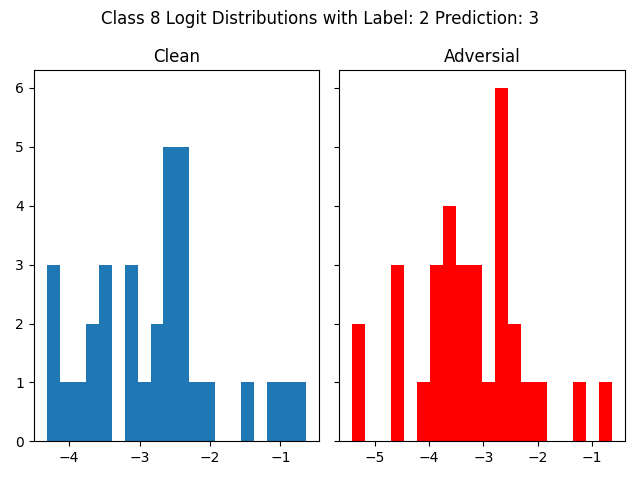 Class 8 Logit Distributions with Label: 2 Prediction: 3
Clean
Adversial
6
5
4
3
2
1
0
−4 −3 −2 −1
−5 −4 −3 −2 −1